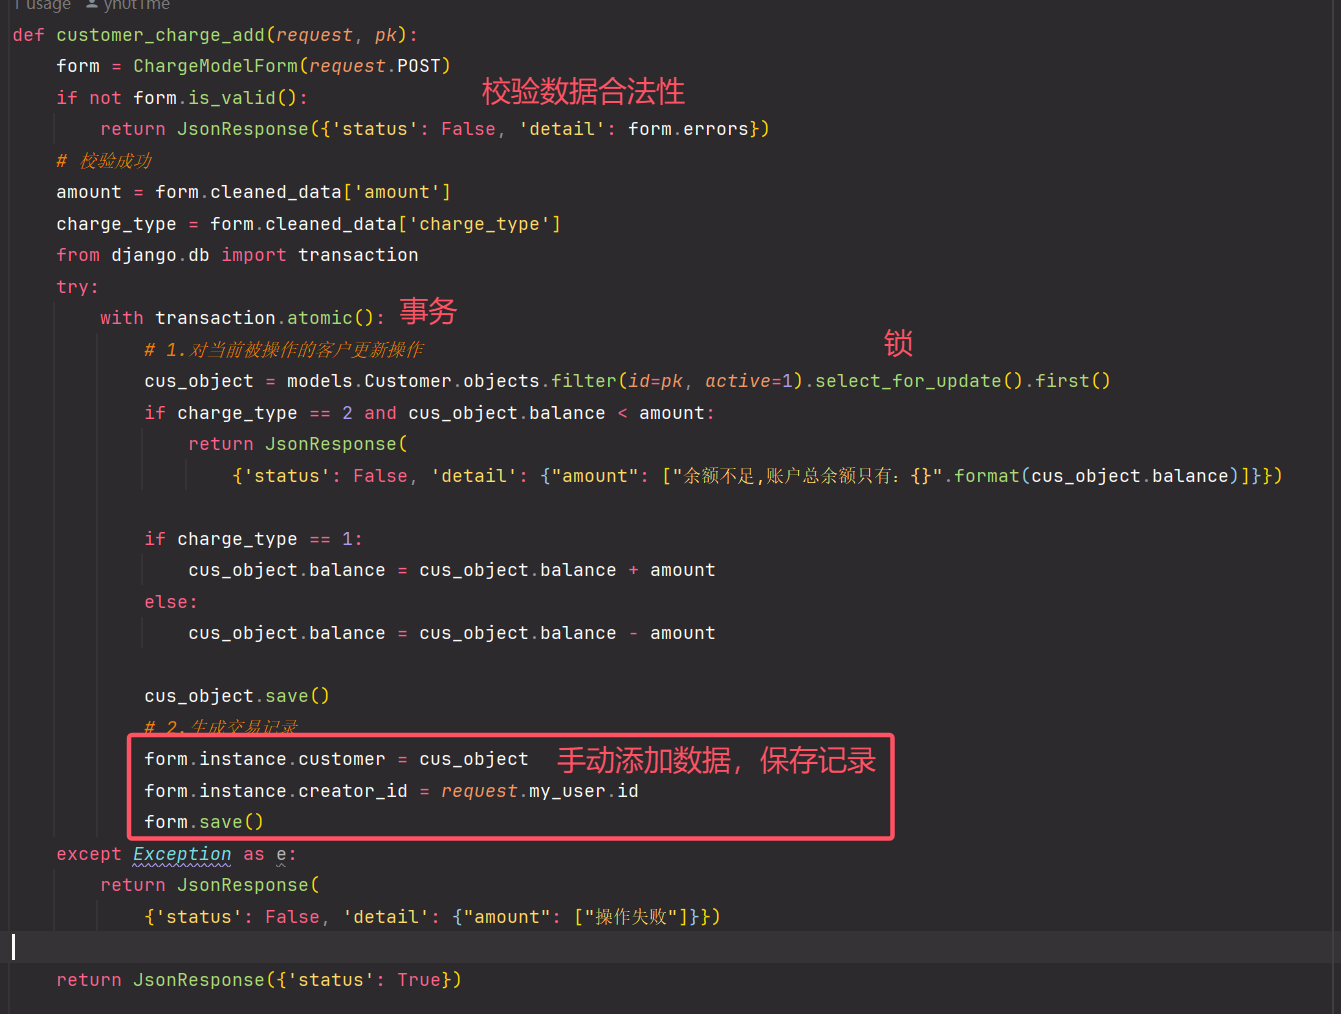 1 usage yh01me
def customer_charge_add(request, pk):
form = ChargeModelForm(request.POST)
if not form.is_valid():
校验数据合法性
return JsonResponse({'status': False, 'detail': form.errors})
# 校验成功
amount = form.cleaned_data['amount']
charge_type = form.cleaned_data['charge_type']
from django.db import transaction
try:
with transaction.atomic():
事务
# 1.对当前被操作的客户更新操作
锁
cus_object = models.Customer.objects.filter(id=pk, active=1).select_for_update().first()
if charge_type == 2 and cus_object.balance < amount:
return JsonResponse(
{'status': False, 'detail': {"amount": ["余额不足,账户总余额只有：{}".format(cus_object.balance)]}})
if charge_type == 1:
cus_object.balance = cus_object.balance + amount
else:
cus_object.balance = cus_object.balance - amount
cus_object.save()
# 2.生成交易记录
form.instance.customer = cus_object
手动添加数据，保存记录
form.instance.creator_id = request.my_user.id
form.save()
except Exception as e:
return JsonResponse(
{'status': False, 'detail': {"amount": ["操作失败"]}})
return JsonResponse({'status': True})